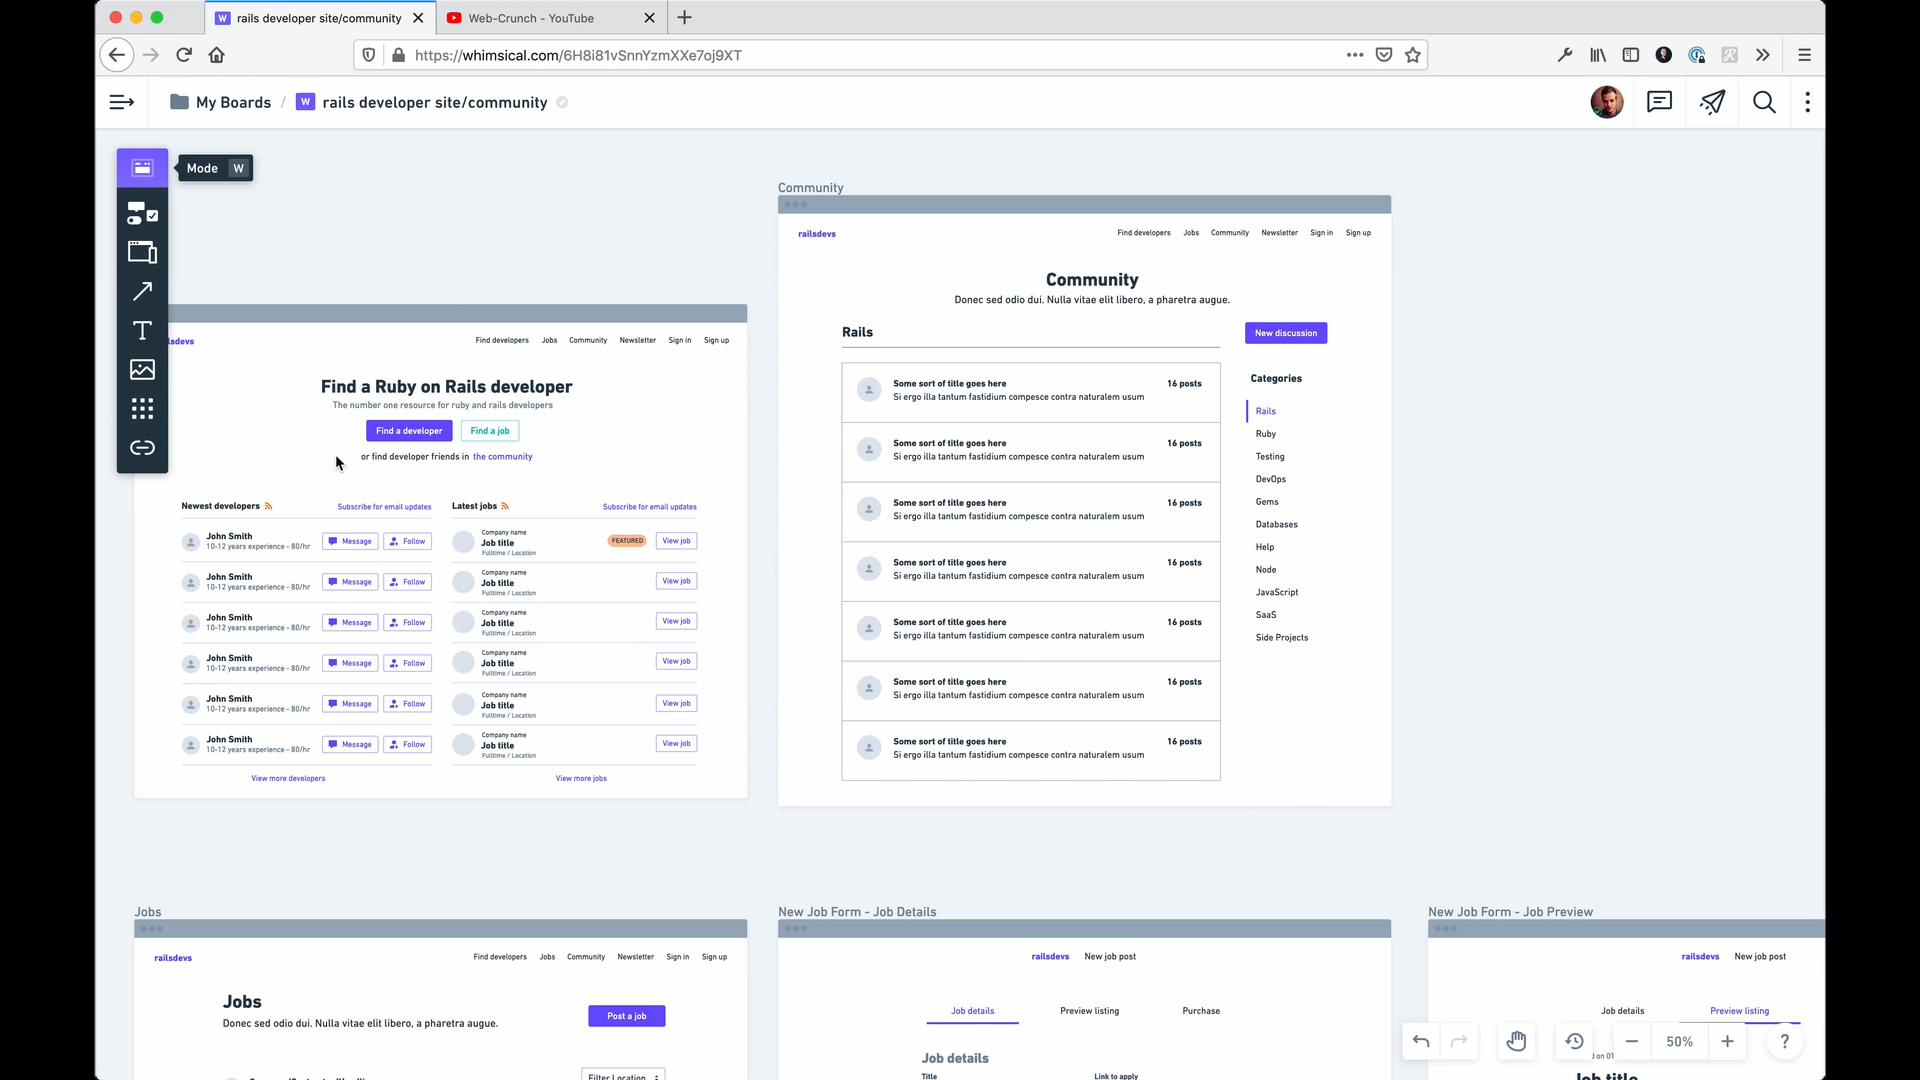 rails developer site/community
Web-Crunch - YouTube
https://whimsical.com/6H8i81vSnnYzmXXe7oj9XT
My Boards / W rails developer site/community
Mode W
Community
railsdevs
Find developers Jobs Community Newsletter Sign in Sign up
Community
Donec sed odio dui. Nulla vitae elit libero, a pharetra augue.
Rails
New discussion
Some sort of title goes here 16 posts
Si ergo illa tantum fastidium compesce contra naturalem usum
Some sort of title goes here 16 posts
Si ergo illa tantum fastidium compesce contra naturalem usum
Some sort of title goes here 16 posts
Si ergo illa tantum fastidium compesce contra naturalem usum
Some sort of title goes here 16 posts
Si ergo illa tantum fastidium compesce contra naturalem usum
Some sort of title goes here 16 posts
Si ergo illa tantum fastidium compesce contra naturalem usum
Some sort of title goes here 16 posts
Si ergo illa tantum fastidium compesce contra naturalem usum
Some sort of title goes here 16 posts
Si ergo illa tantum fastidium compesce contra naturalem usum
Categories
Rails
Ruby
Testing
DevOps
Gems
Databases
Help
Node
JavaScript
SaaS
Side Projects
lsdevs
Find developers Jobs Community Newsletter Sign in Sign up
Find a Ruby on Rails developer
The number one resource for ruby and rails developers
Find a developer Find a job
or find developer friends in the community
Newest developers Subscribe for email updates
John Smith
10-12 years experience - 80/hr
Message Follow
John Smith
10-12 years experience - 80/hr
Message Follow
John Smith
10-12 years experience - 80/hr
Message Follow
John Smith
10-12 years experience - 80/hr
Message Follow
John Smith
10-12 years experience - 80/hr
Message Follow
John Smith
10-12 years experience - 80/hr
Message Follow
View more developers
Latest jobs Subscribe for email updates
Company name
Job title
Fulltime / Location
FEATURED View job
Company name
Job title
Fulltime / Location
View job
Company name
Job title
Fulltime / Location
View job
Company name
Job title
Fulltime / Location
View job
Company name
Job title
Fulltime / Location
View job
Company name
Job title
Fulltime / Location
View job
View more jobs
Jobs
railsdevs
Find developers Jobs Community Newsletter Sign in Sign up
Jobs
Donec sed odio dui. Nulla vitae elit libero, a pharetra augue.
Post a job
Filter Location
New Job Form - Job Details
railsdevs New job post
Job details Preview listing Purchase
Job details
Title Link to apply
New Job Form - Job Preview
railsdevs New job post
Job details Preview listing
d on 01
Job title
50%
?